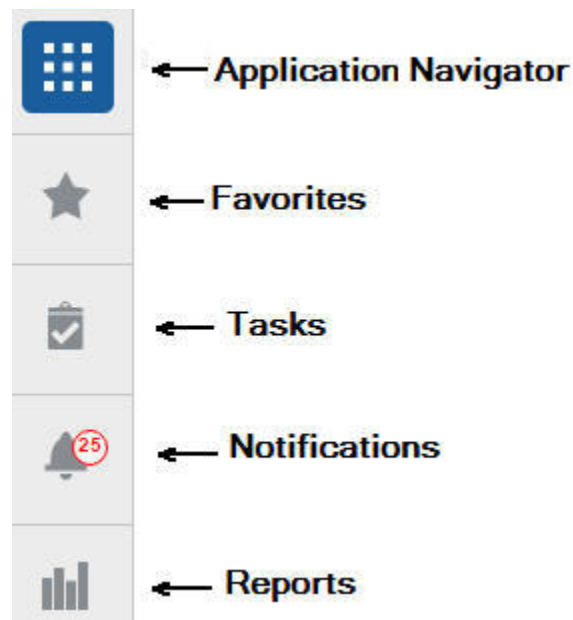 Application Navigator
Favorites
Tasks
25
Notifications
Reports